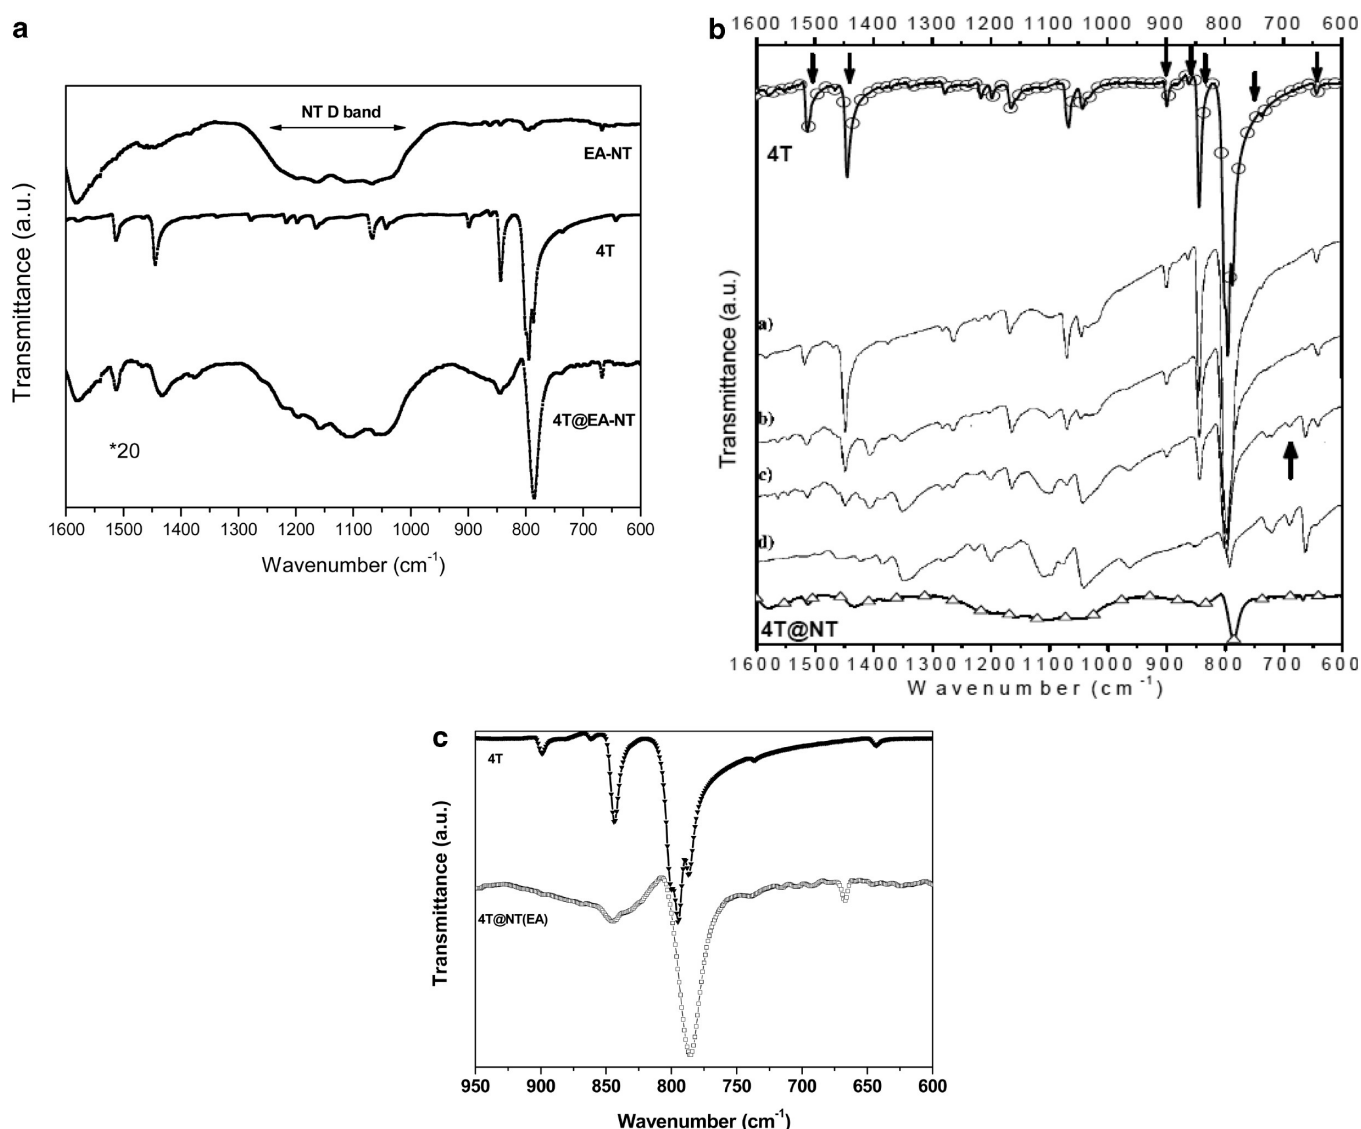 a
NT D band
EA-NT
4T
4T@EA-NT
*20
Transmittance (a.u.)
1600 1500 1400 1300 1200 1100 1000 900 800 700 600
Wavenumber (cm-1)
b
1600 1500 1400 1300 1200 1100 1000 900 800 700 600
4T
a)
b)
c)
d)
4T@NT
Transmittance (a.u.)
1600 1500 1400 1300 1200 1100 1000 900 800 700 600
Wavenumber (cm-1)
c
4T
4T@NT(EA)
Transmittance (a.u.)
950 900 850 800 750 700 650 600
Wavenumber (cm-1)